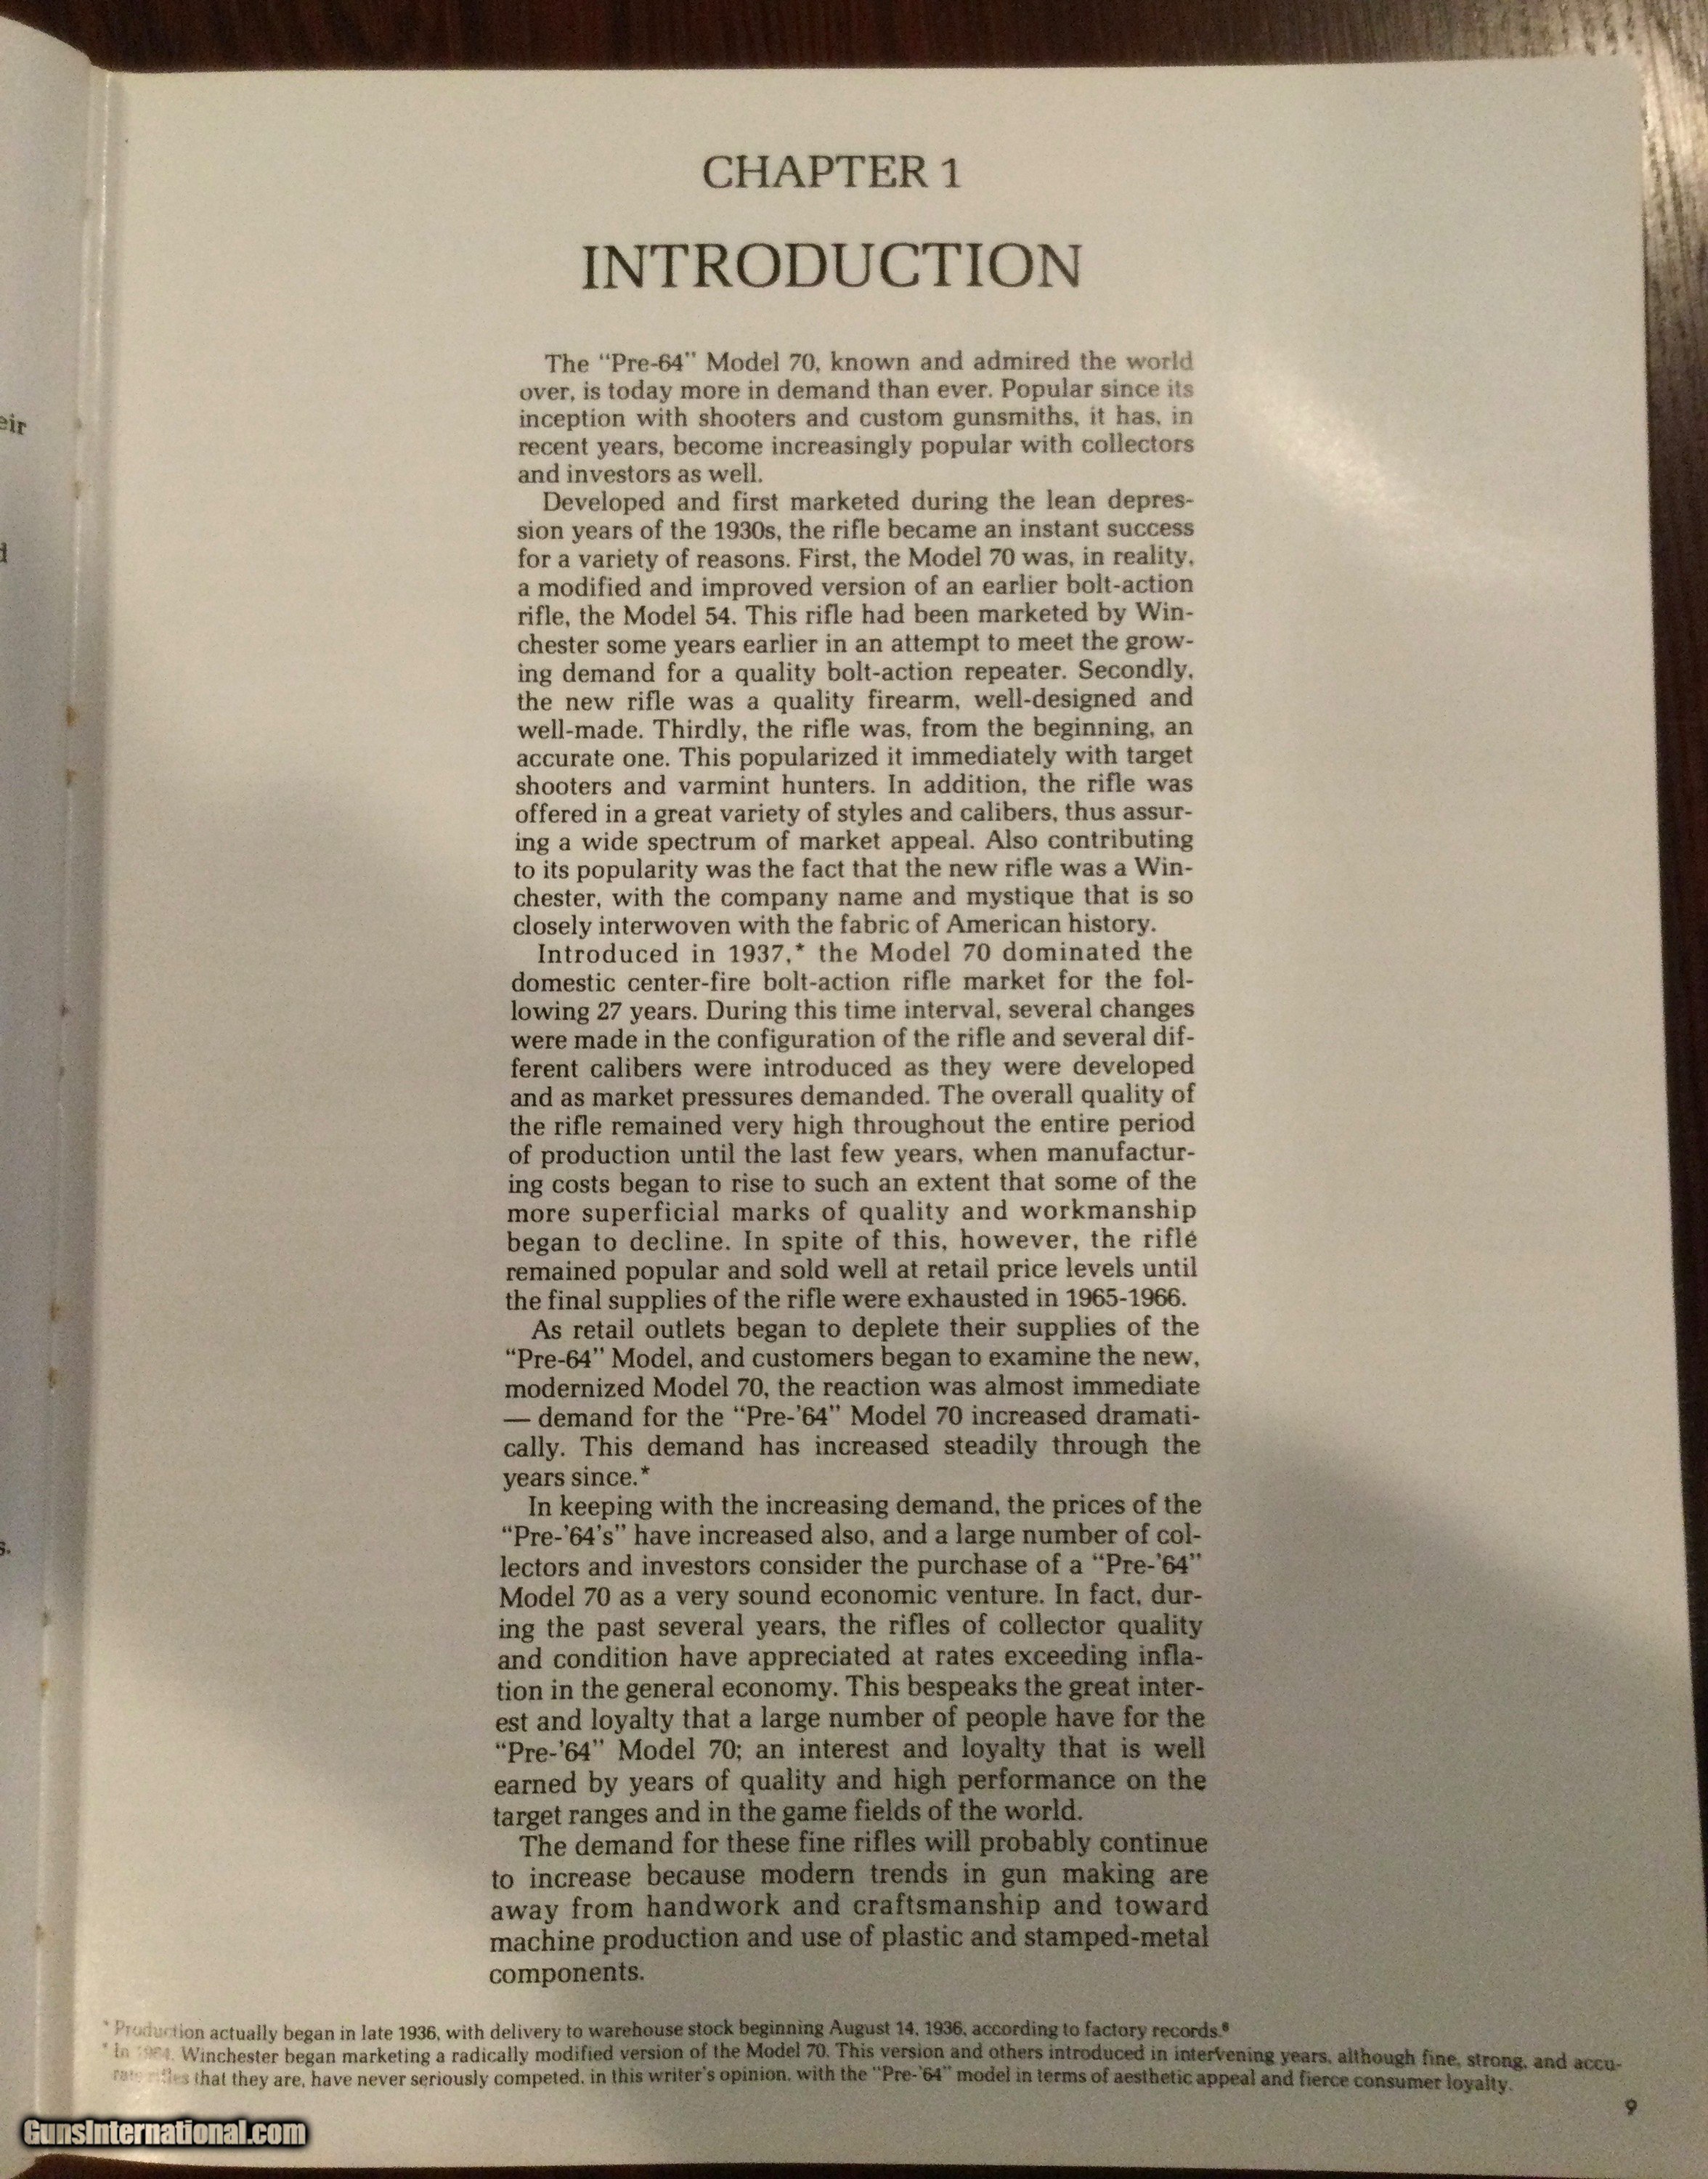 CHAPTER 1
INTRODUCTION
The “Pre-64” Model 70, known and admired the world
over, is today more in demand than ever. Popular since its
inception with shooters and custom gunsmiths, it has, in
recent years, become increasingly popular with collectors
and investors as well.
Developed and first marketed during the lean depres-
sion years of the 1930s, the rifle became an instant success
for a variety of reasons. First, the Model 70 was, in reality,
a modified and improved version of an earlier bolt-action
rifle, the Model 54. This rifle had been marketed by Win-
chester some years earlier in an attempt to meet the grow-
ing demand for a quality bolt-action repeater. Secondly,
the new rifle was a quality firearm, well-designed and
well-made. Thirdly, the rifle was, from the beginning, an
accurate one. This popularized it immediately with target
shooters and varmint hunters. In addition, the rifle was
offered in a great variety of styles and calibers, thus assur-
ing a wide spectrum of market appeal. Also contributing
to its popularity was the fact that the new rifle was a Win-
chester, with the company name and mystique that is so
closely interwoven with the fabric of American history.
Introduced in 1937,* the Model 70 dominated the
domestic center-fire bolt-action rifle market for the fol-
lowing 27 years. During this time interval, several changes
were made in the configuration of the rifle and several dif-
ferent calibers were introduced as they were developed
and as market pressures demanded. The overall quality of
the rifle remained very high throughout the entire period
of production until the last few years, when manufactur-
ing costs began to rise to such an extent that some of the
more superficial marks of quality and workmanship
began to decline. In spite of this, however, the rifle
remained popular and sold well at retail price levels until
the final supplies of the rifle were exhausted in 1965-1966.
As retail outlets began to deplete their supplies of the
“Pre-64” Model, and customers began to examine the new,
modernized Model 70, the reaction was almost immediate
— demand for the “Pre-’64” Model 70 increased dramati-
cally. This demand has increased steadily through the
years since.*
In keeping with the increasing demand, the prices of the
“Pre-’64’s” have increased also, and a large number of col-
lectors and investors consider the purchase of a “Pre-’64”
Model 70 as a very sound economic venture. In fact, dur-
ing the past several years, the rifles of collector quality
and condition have appreciated at rates exceeding infla-
tion in the general economy. This bespeaks the great inter-
est and loyalty that a large number of people have for the
“Pre-’64” Model 70; an interest and loyalty that is well
earned by years of quality and high performance on the
target ranges and in the game fields of the world.
The demand for these fine rifles will probably continue
to increase because modern trends in gun making are
away from handwork and craftsmanship and toward
machine production and use of plastic and stamped-metal
components.
* Production actually began in late 1936, with delivery to warehouse stock beginning August 14, 1936, according to factory records.
* In Winchester began marketing a radically modified version of the Model 70. This version and others introduced in intervening years, although fine, strong, and accu-
that they are, have never seriously competed, in this writer’s opinion, with the “Pre-’64” model in terms of aesthetic appeal and fierce consumer loyalty.
9
GunsInternational.com